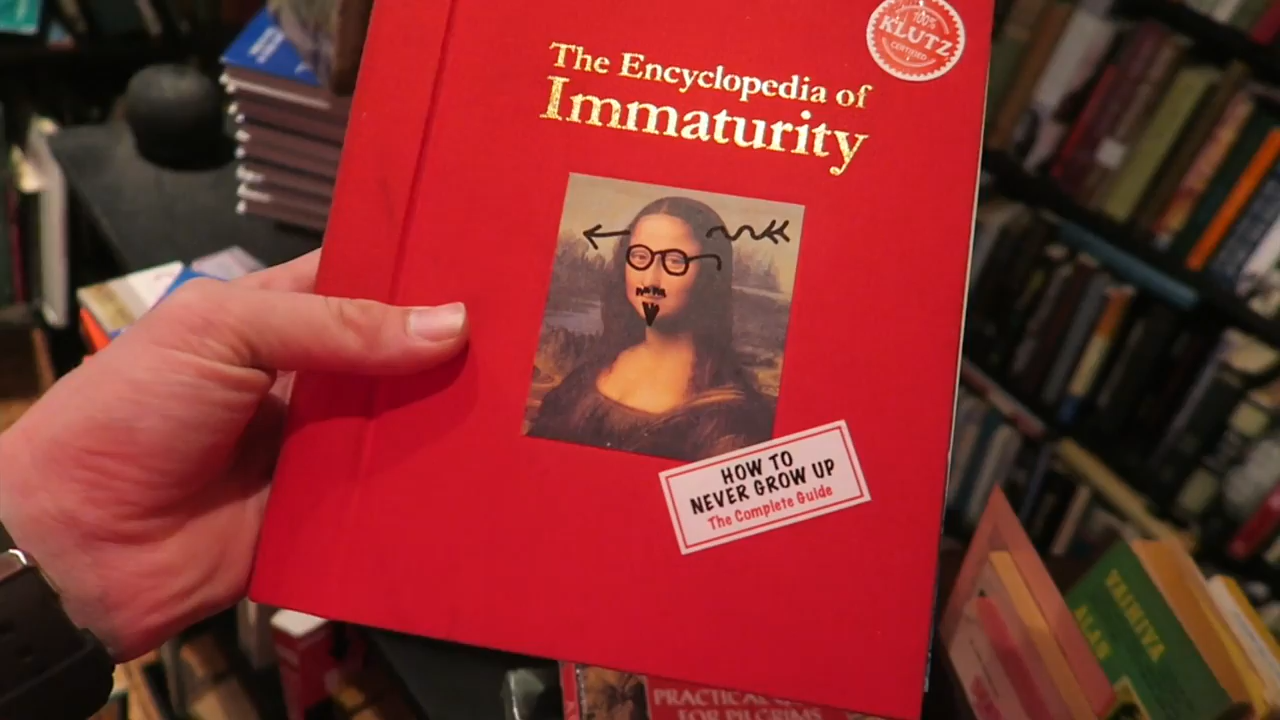 100%
KLUTZ
CERTIFIED
The Encyclopedia of
Immaturity
HOW TO
NEVER GROW UP
The Complete Guide
PRACTICAL
FOR PILGRIMS